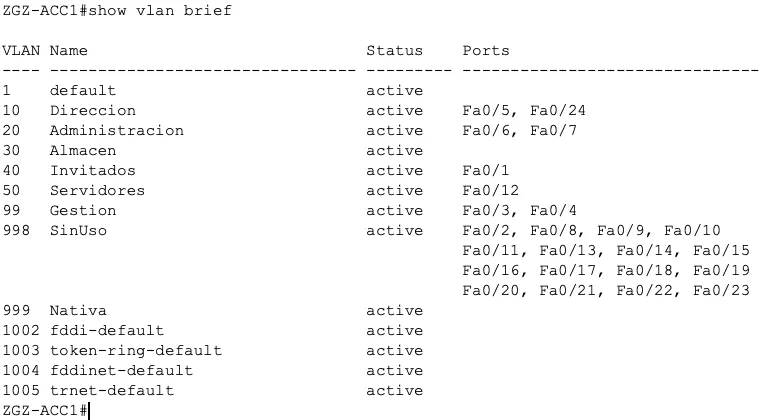 ZGZ-ACC1#show vlan brief
VLAN Name                             Status    Ports
---- -------------------------------- --------- -------------------------------
1    default                          active
10   Direccion                        active    Fa0/5, Fa0/24
20   Administracion                   active    Fa0/6, Fa0/7
30   Almacen                          active
40   Invitados                        active    Fa0/1
50   Servidores                       active    Fa0/12
99   Gestion                          active    Fa0/3, Fa0/4
998  SinUso                           active    Fa0/2, Fa0/8, Fa0/9, Fa0/10
                                                Fa0/11, Fa0/13, Fa0/14, Fa0/15
                                                Fa0/16, Fa0/17, Fa0/18, Fa0/19
                                                Fa0/20, Fa0/21, Fa0/22, Fa0/23
999  Nativa                           active
1002 fddi-default                     active
1003 token-ring-default               active
1004 fddinet-default                  active
1005 trnet-default                    active
ZGZ-ACC1#